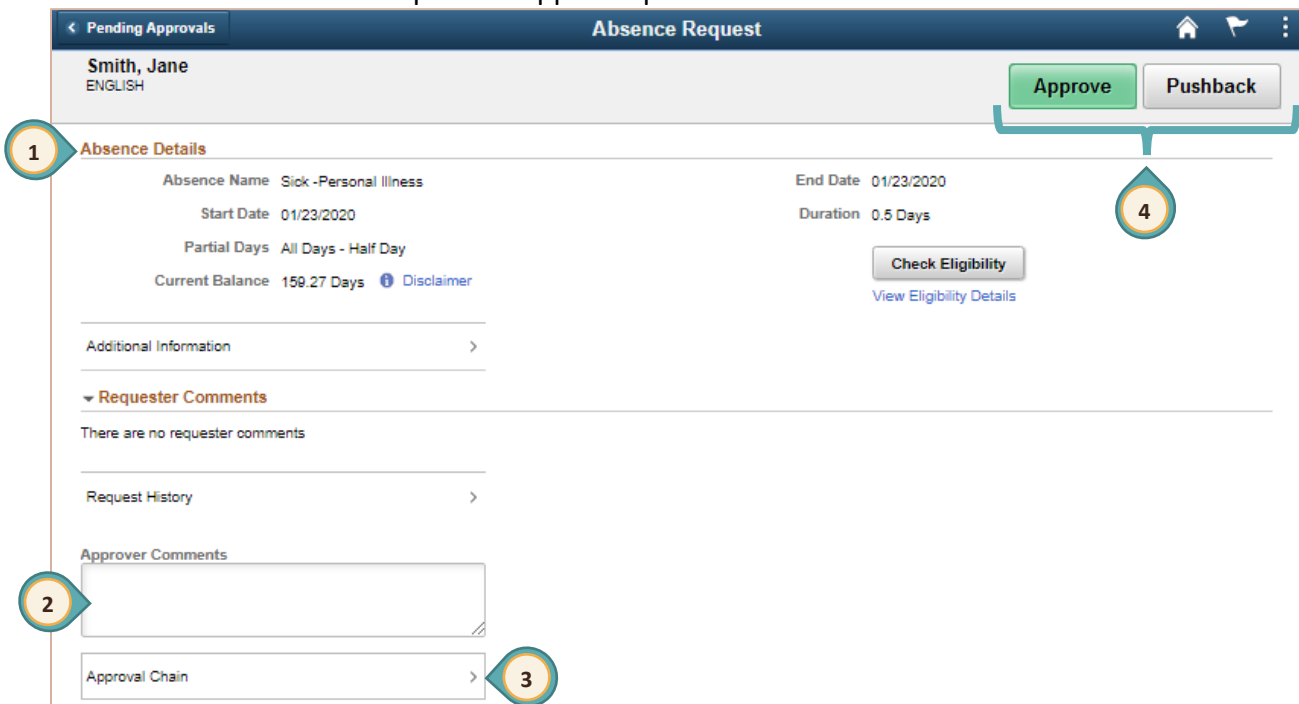 Pending Approvals
Absence Request
Smith, Jane
ENGLISH
Approve
Pushback
1
Absence Details
Absence Name Sick -Personal Illness
End Date 01/23/2020
Start Date 01/23/2020
Duration 0.5 Days
4
Partial Days All Days - Half Day
Check Eligibility
Current Balance 159.27 Days Disclaimer
View Eligibility Details
Additional Information
Requester Comments
There are no requester comments
Request History
Approver Comments
2
Approval Chain
3